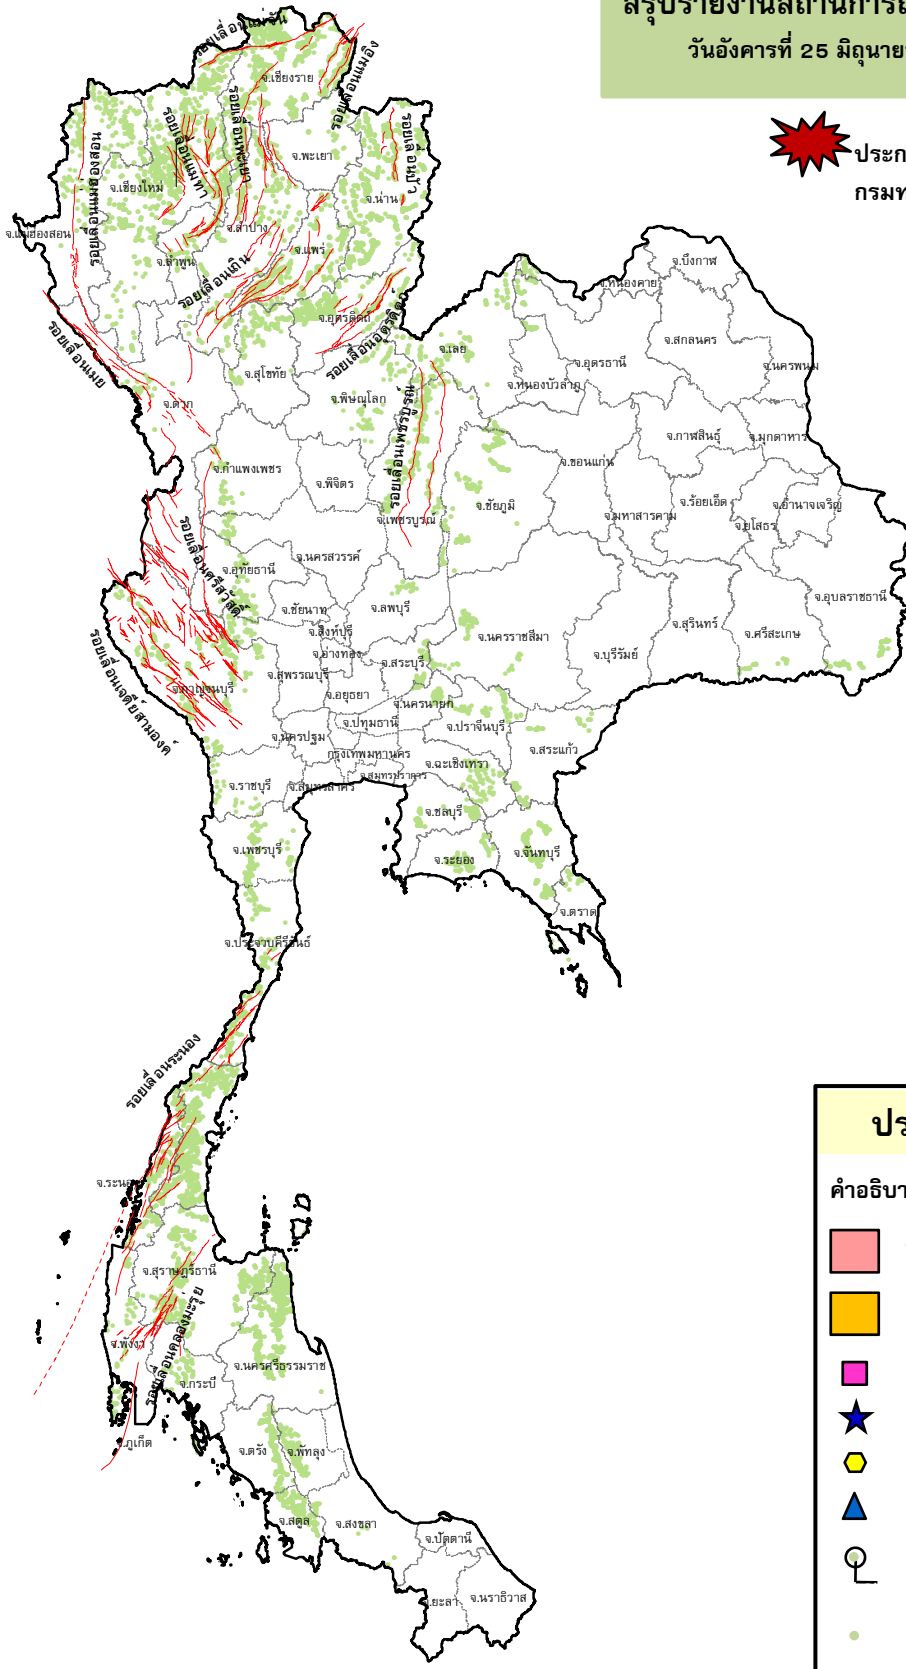 สรุปรายงานสถานการณ์
วันอังคารที่ 25 มิถุนาย
ประก
กรมท
รอยเลื่อนแม่จัน
จ.เชียงราย
รอยเลื่อนแม่อิง
รอยเลื่อนพะเยา
รอยเลื่อนแม่ทา
รอยเลื่อนปัว
รอยเลื่อนแม่ฮ่องสอน
จ.พะเยา
จ.เชียงใหม่
จ.น่าน
จ.แม่ฮ่องสอน
จ.ลำปาง
จ.แพร่
จ.ลำพูน
รอยเลื่อนเถิน
จ.บึงกาฬ
จ.หนองคาย
จ.อุตรดิตถ์
รอยเลื่อนอุตรดิตถ์
รอยเลื่อนเมย
จ.เลย
จ.สกลนคร
จ.อุดรธานี
จ.นครพนม
จ.สุโขทัย
จ.หนองบัวลำภู
จ.ตาก
จ.พิษณุโลก
รอยเลื่อนเพชรบูรณ์
จ.กาฬสินธุ์
จ.มุกดาหาร
จ.กำแพงเพชร
จ.ขอนแก่น
จ.พิจิตร
จ.ชัยภูมิ
จ.ร้อยเอ็ด
จ.อำนาจเจริญ
จ.เพชรบูรณ์
จ.มหาสารคาม
จ.ยโสธร
รอยเลื่อนศรีสวัสดิ์
จ.นครสวรรค์
จ.อุทัยธานี
จ.อุบลราชธานี
จ.ชัยนาท
จ.ลพบุรี
จ.สิงห์บุรี
จ.นครราชสีมา
จ.สุรินทร์
จ.ศรีสะเกษ
จ.อ่างทอง
จ.สระบุรี
จ.บุรีรัมย์
รอยเลื่อนเจดีย์สามองค์
จ.สุพรรณบุรี
จ.กาญจนบุรี
จ.อยุธยา
จ.นครนายก
จ.ปทุมธานี
จ.ปราจีนบุรี
จ.นครปฐม
จ.สระแก้ว
กรุงเทพมหานคร
จ.ฉะเชิงเทรา
จ.สมุทรปราการ
จ.ราชบุรี
จ.สมุทรสาคร
จ.ชลบุรี
จ.เพชรบุรี
จ.ระยอง
จ.จันทบุรี
จ.ตราด
จ.ประจวบคีรีขันธ์
รอยเลื่อนระนอง
ปร
จ.ระนอง
คำอธิบา
จ.สุราษฎร์ธานี
รอยเลื่อนคลองมะรุ่ย
จ.พังงา
จ.นครศรีธรรมราช
จ.กระบี่
จ.ภูเก็ต
จ.ตรัง
จ.พัทลุง
จ.สตูล
จ.สงขลา
จ.ปัตตานี
จ.ยะลา
จ.นราธิวาส